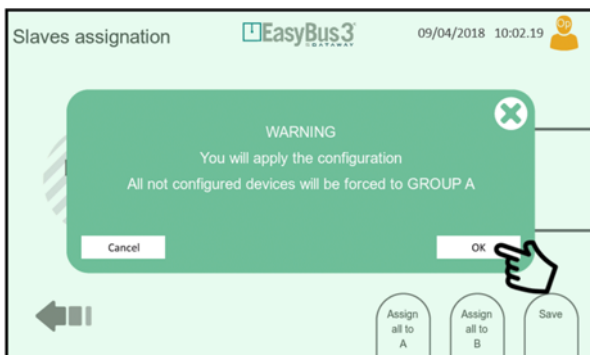 Slaves assignation
EasyBus3
DATAWAY
09/04/2018 10:02.19
Op
WARNING
You will apply the configuration
All not configured devices will be forced to GROUP A
Cancel
OK
Assign
all to
A
Assign
all to
B
Save